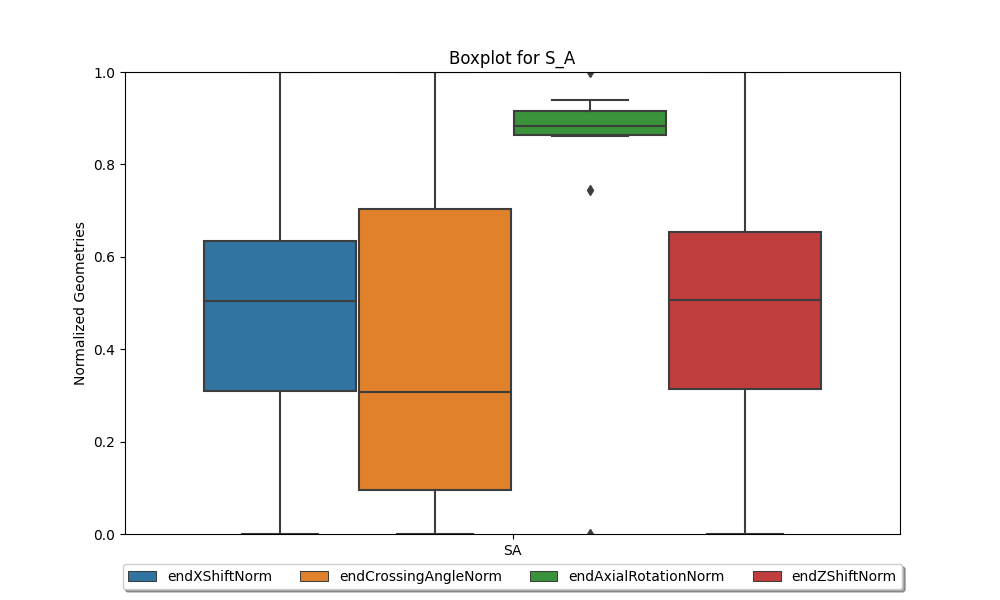 Boxplot for S_A
1.0
0.8
0.6
0.4
0.2
0.0
Normalized Geometries
SA
endXShiftNorm endCrossingAngleNorm endAxialRotationNorm endZShiftNorm